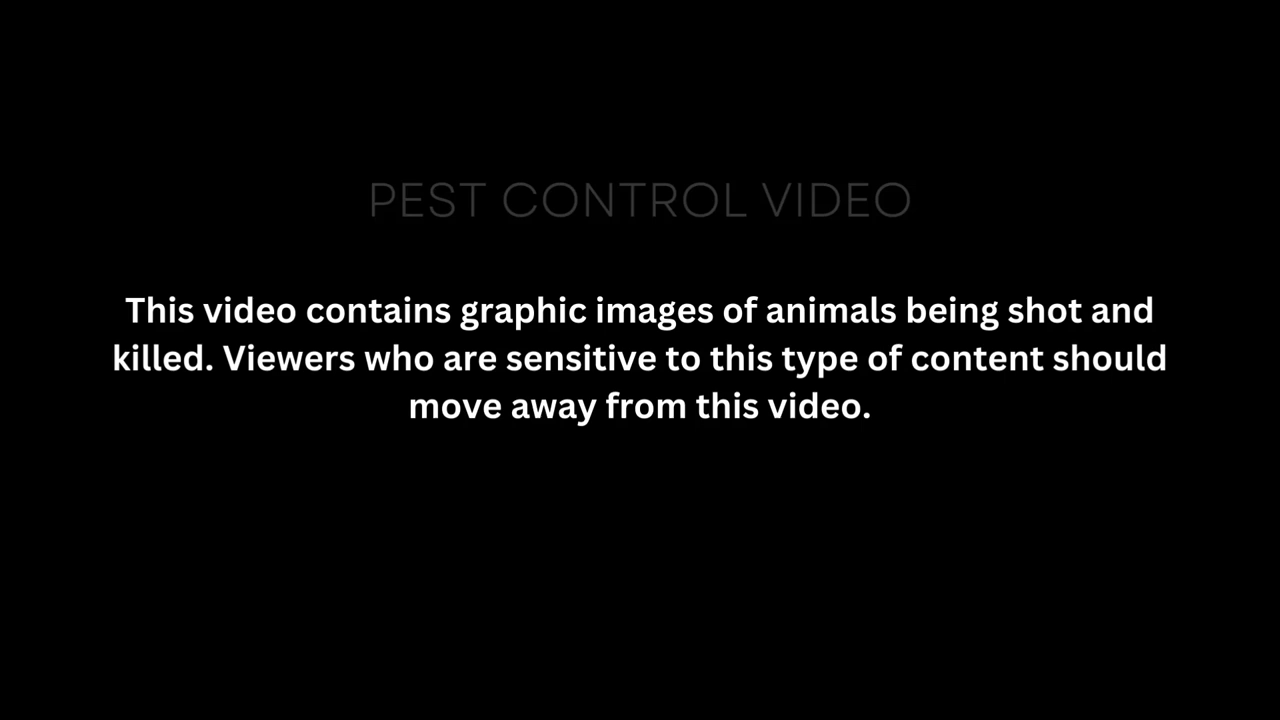 PEST CONTROL VIDEO
This video contains graphic images of animals being shot and
killed. Viewers who are sensitive to this type of content should
move away from this video.